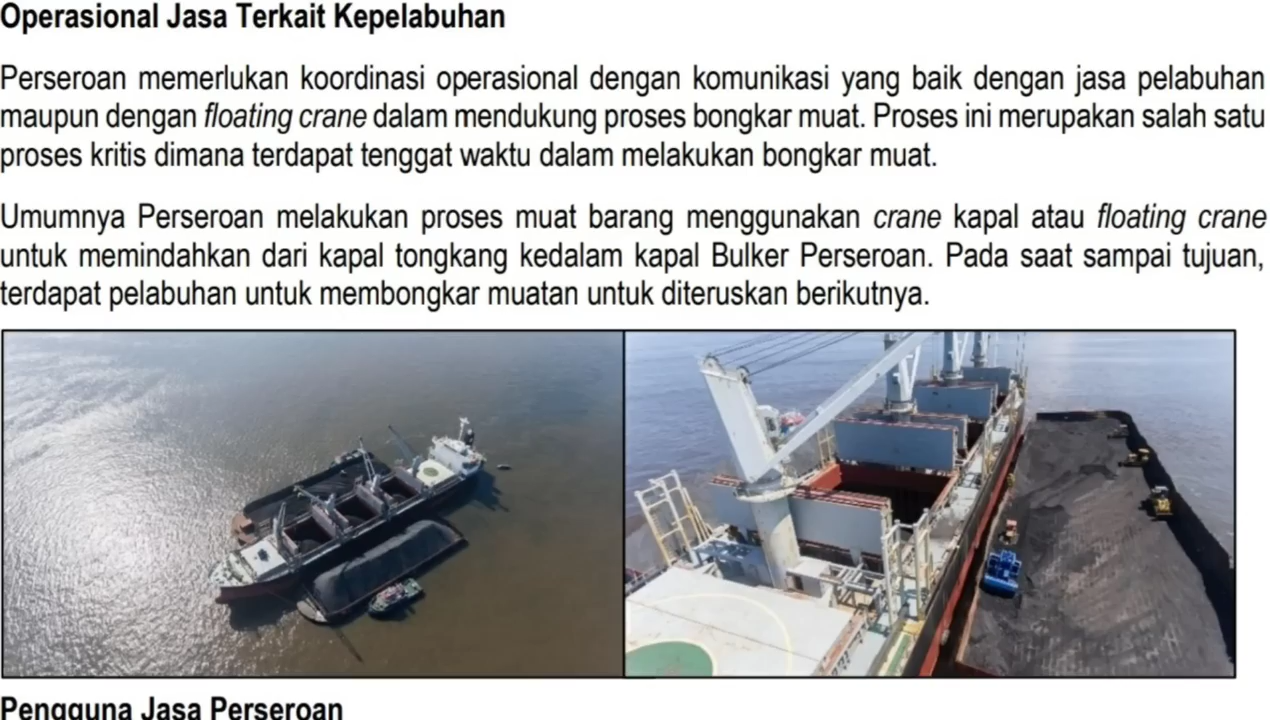 Operasional Jasa Terkait Kepelabuhan
Perseroan memerlukan koordinasi operasional dengan komunikasi yang baik dengan jasa pelabuhan
maupun dengan floating crane dalam mendukung proses bongkar muat. Proses ini merupakan salah satu
proses kritis dimana terdapat tenggat waktu dalam melakukan bongkar muat.
Umumnya Perseroan melakukan proses muat barang menggunakan crane kapal atau floating crane
untuk memindahkan dari kapal tongkang kedalam kapal Bulker Perseroan. Pada saat sampai tujuan,
terdapat pelabuhan untuk membongkar muatan untuk diteruskan berikutnya.
Pengguna Jasa Perseroan